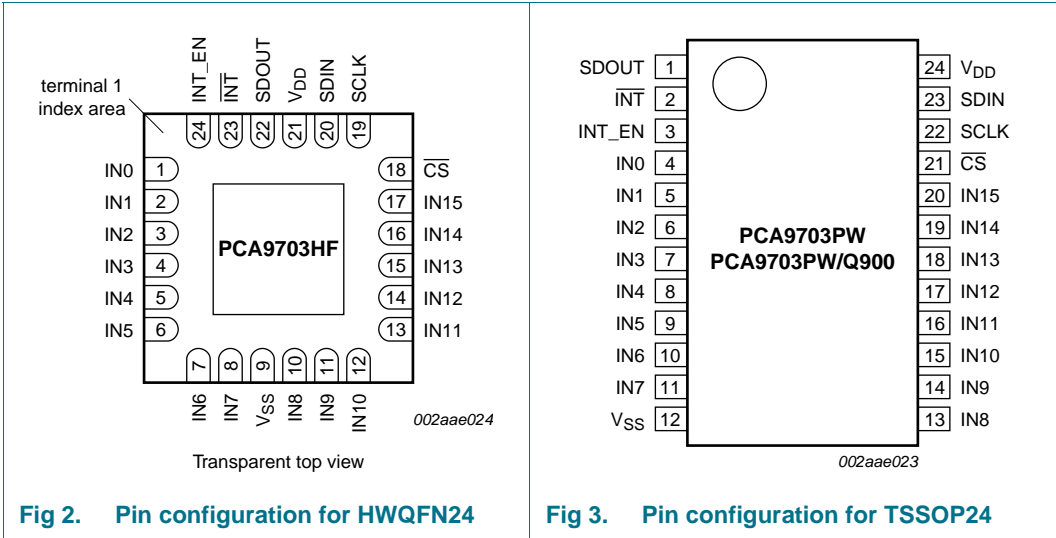 terminal 1
index area
INT_EN
INT
SDOUT
VDD
SDIN
SCLK
24 23 22 21 20 19
IN0 1
IN1 2
IN2 3
IN3 4
IN4 5
IN5 6
PCA9703HF
18 CS
17 IN15
16 IN14
15 IN13
14 IN12
13 IN11
7 8 9 10 11 12
IN6
IN7
VSS
IN8
IN9
IN10
002aae024
Transparent top view
Fig 2. Pin configuration for HWQFN24
SDOUT 1
INT 2
INT_EN 3
IN0 4
IN1 5
IN2 6
IN3 7
IN4 8
IN5 9
IN6 10
IN7 11
VSS 12
PCA9703PW
PCA9703PW/Q900
24 VDD
23 SDIN
22 SCLK
21 CS
20 IN15
19 IN14
18 IN13
17 IN12
16 IN11
15 IN10
14 IN9
13 IN8
002aae023
Fig 3. Pin configuration for TSSOP24